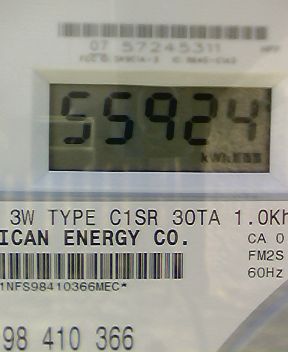 07 57245311
55924
kWh
3W TYPE C1SR 30TA 1.0Kh
ICAN ENERGY CO.
CA 0
FM2S
60Hz
1NFS98410366MEC*
98 410 366